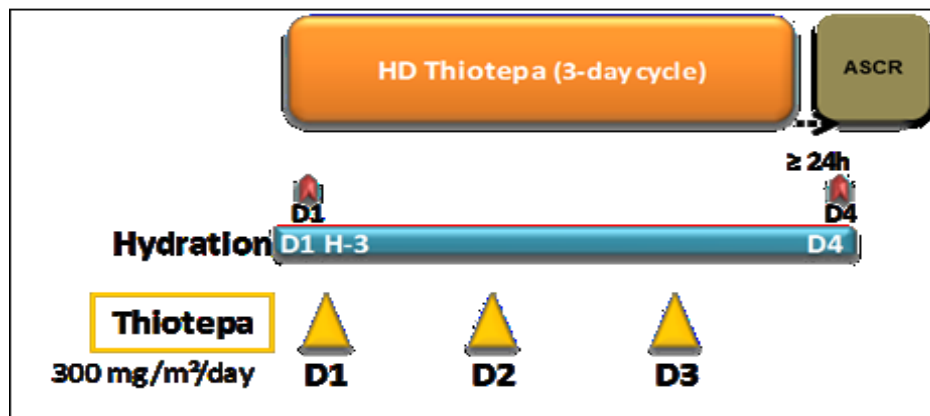 HD Thiotepa (3-day cycle)
ASCR
≥ 24h
D1
D4
Hydration
D1 H-3
D4
Thiotepa
300 mg/m²/day
D1
D2
D3